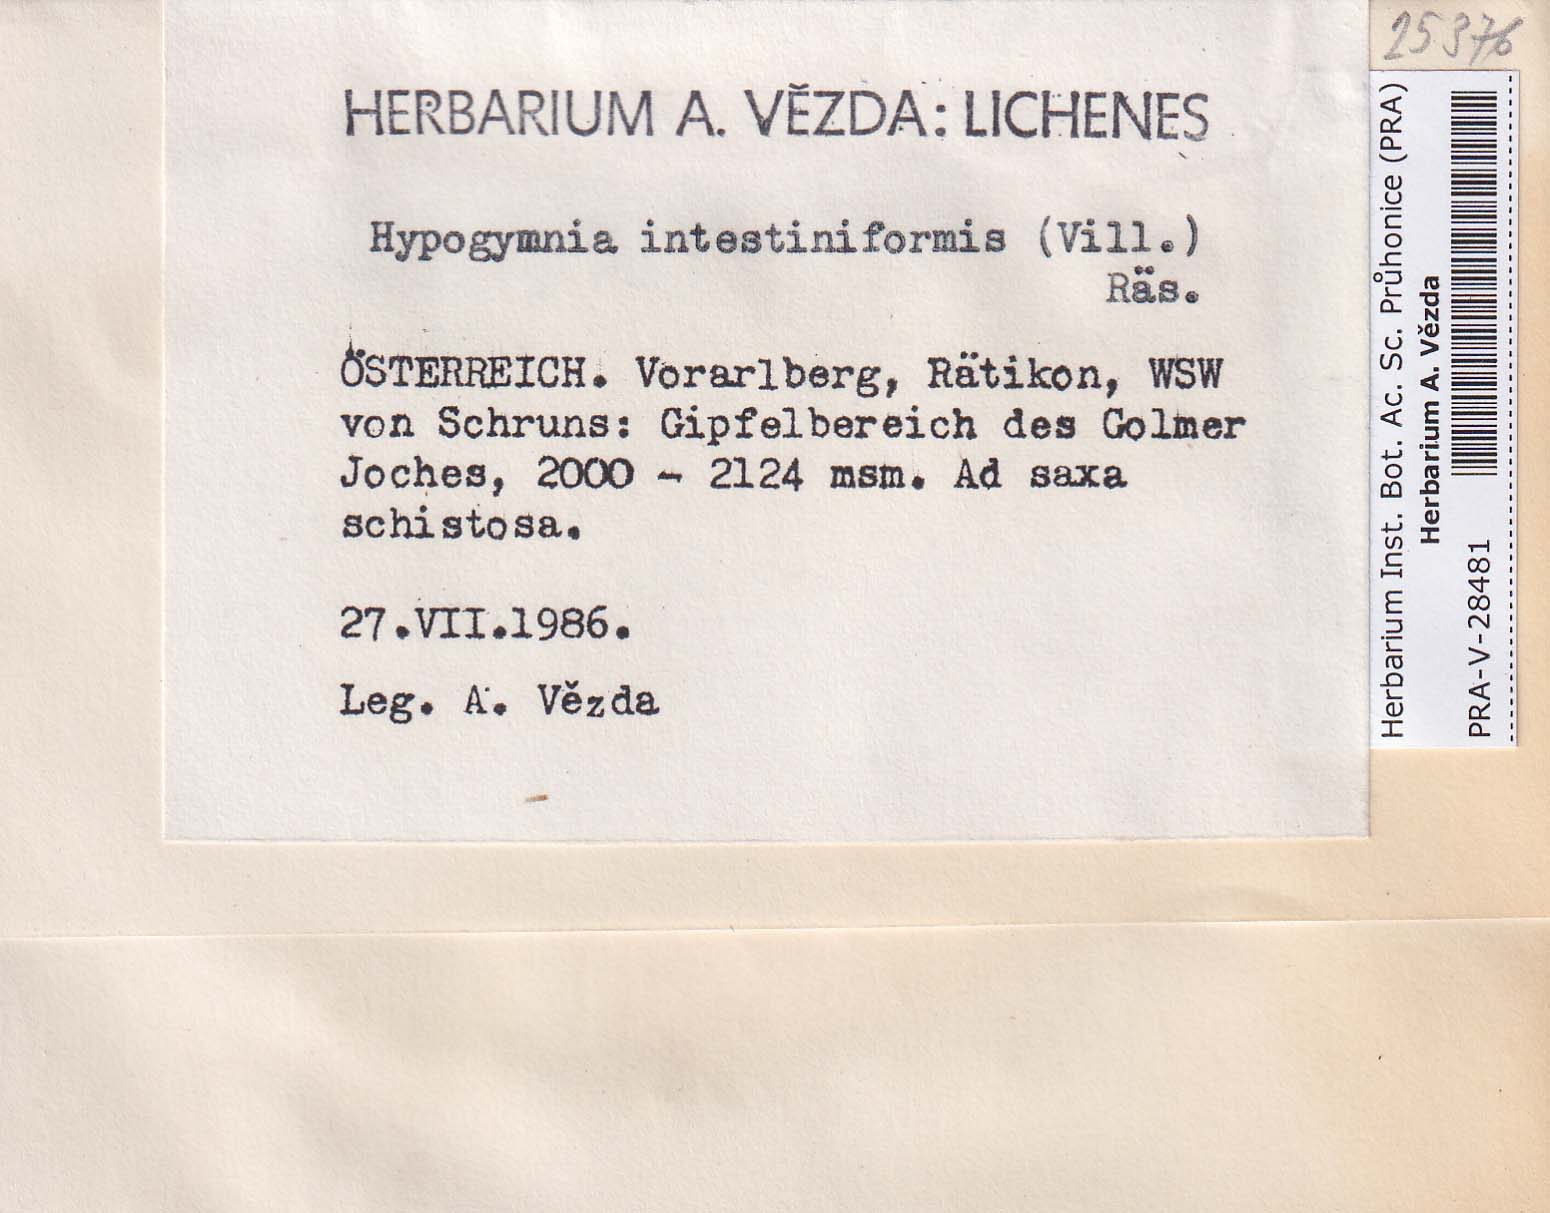 25376
HERBARIUM A. VĚZDA: LICHENES
Hypogymnia intestiniformis (Vill.)
Räs.
ÖSTERREICH. Vorarlberg, Rätikon, WSW
von Schruns: Gipfelbereich des Golmer
Joches, 2000 - 2124 msm. Ad saxa
schistosa.
27.VII.1986.
Leg. A. Vězda
Herbarium Inst. Bot. Ac. Sc. Průhonice (PRA)
Herbarium A. Vězda
PRA-V-28481